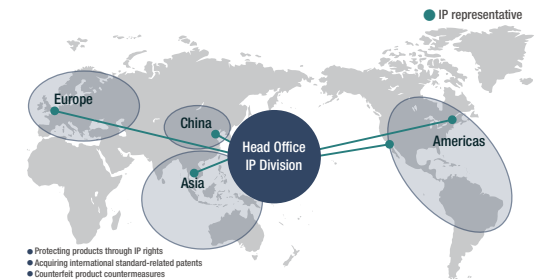 IP representative
Europe
China
Head Office
IP Division
Americas
Asia
Protecting products through IP rights
Acquiring international standard-related patents
Counterfeit product countermeasures